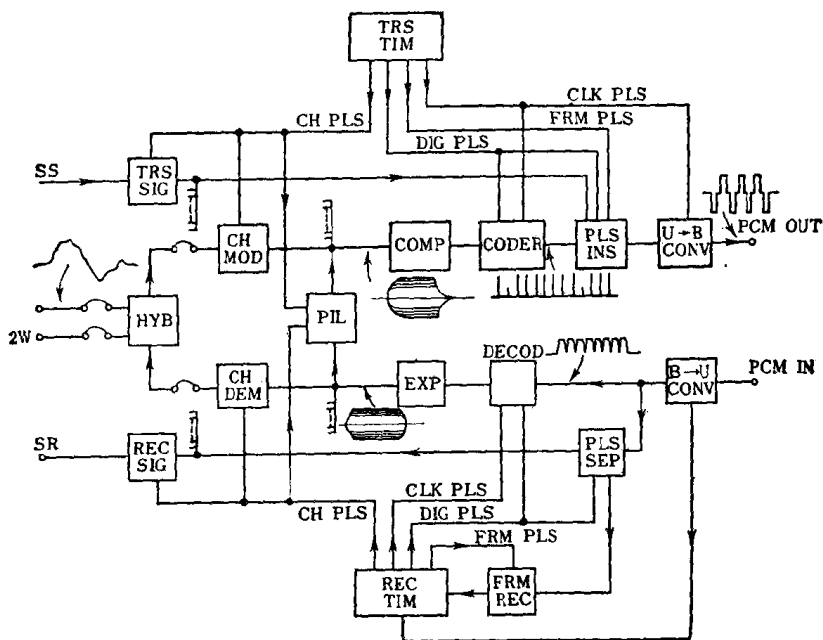 TRS
TIM
CH PLS
CLK PLS
FRM PLS
DIG PLS
SS
TRS
SIG
CH
MOD
COMP
CODER
PLS
INS
U→B
CONV
PCM OUT
2W
HYB
PIL
CH
DEM
EXP
DECOD
B→U
CONV
PCM IN
SR
REC
SIG
PLS
SEP
CH PLS
CLK PLS
DIG PLS
FRM PLS
REC
TIM
FRM
REC